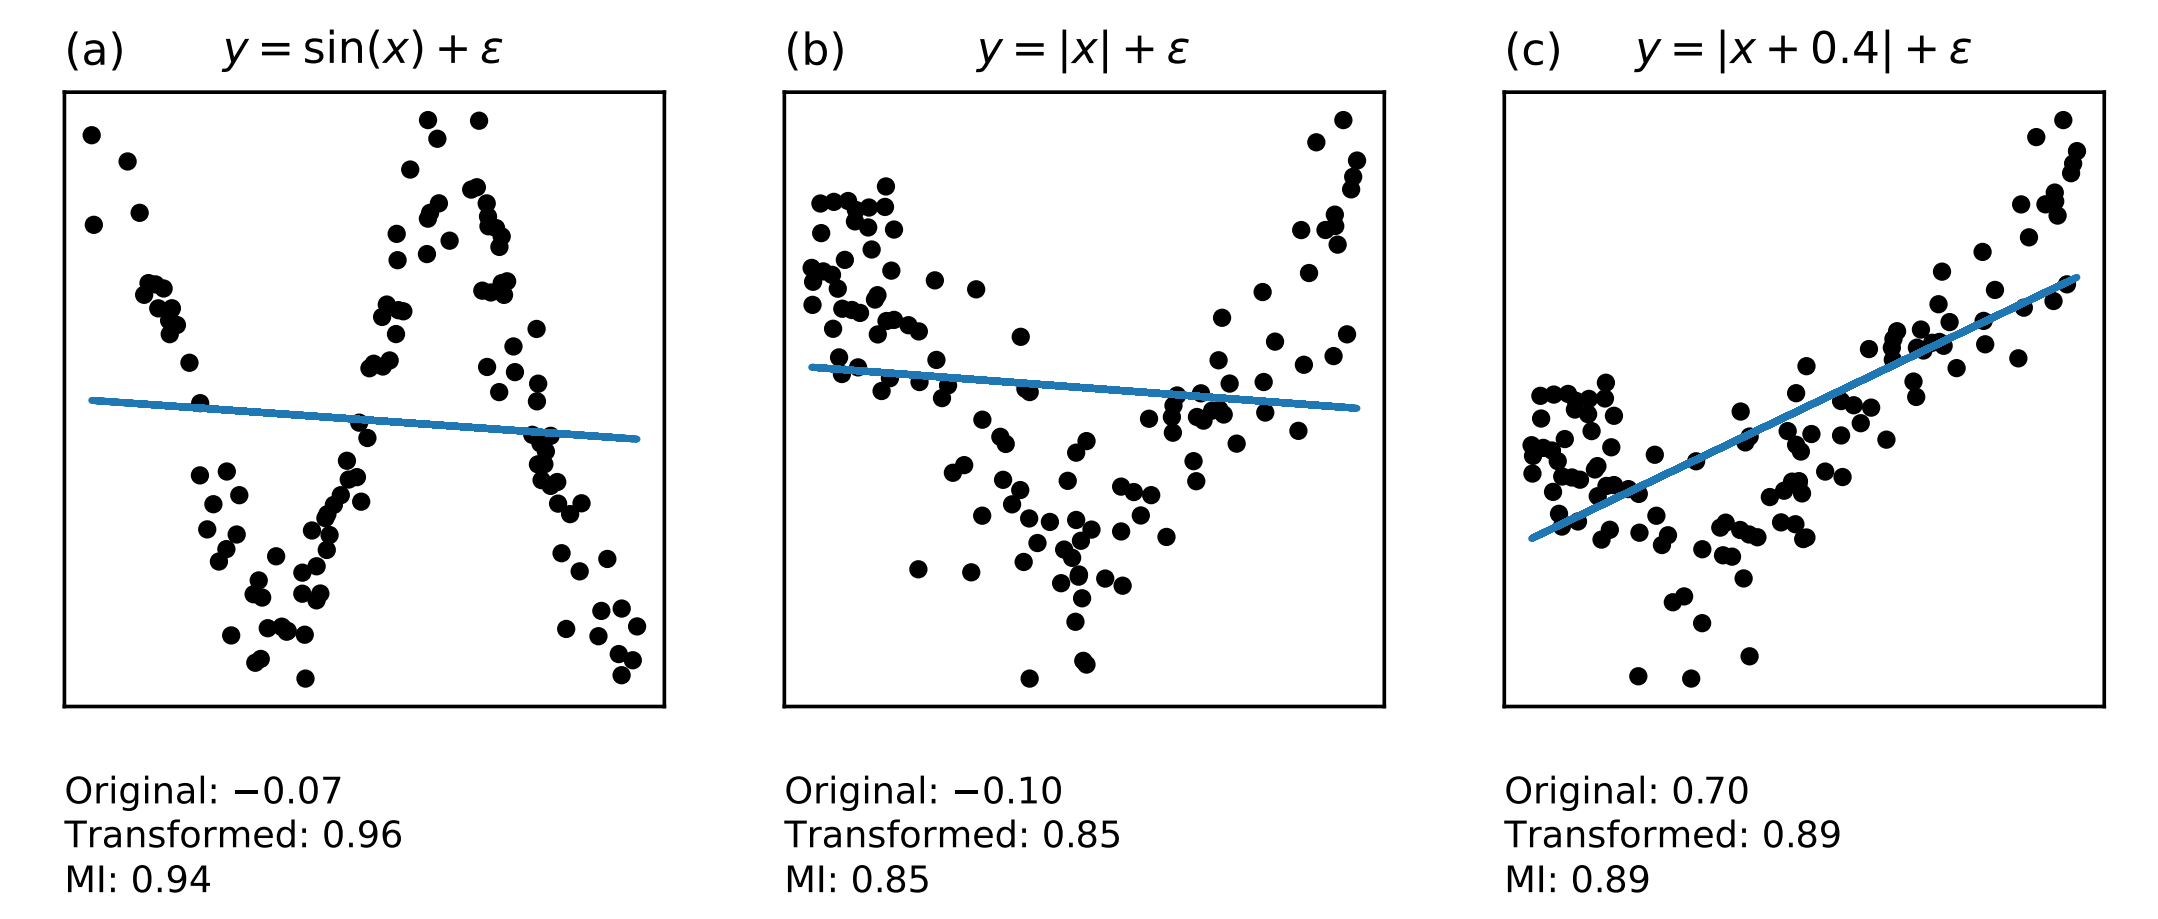 (a) y = sin(x) + ε
(b) y = |x| + ε
(c) y = |x + 0.4| + ε
Original: −0.07
Transformed: 0.96
MI: 0.94
Original: −0.10
Transformed: 0.85
MI: 0.85
Original: 0.70
Transformed: 0.89
MI: 0.89